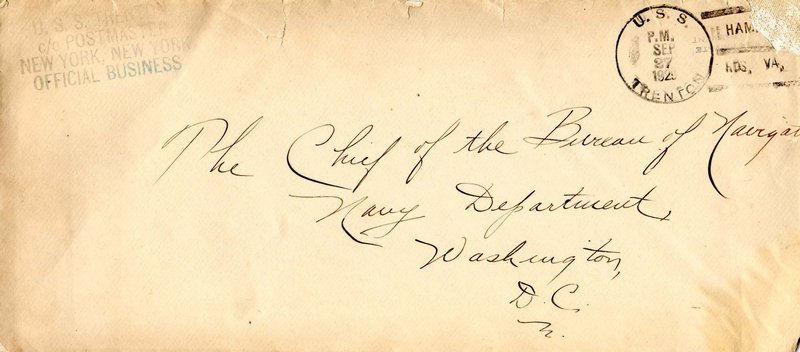 U. S. S. TRENTON
c/o POSTMASTER
NEW YORK, NEW YORK
OFFICIAL BUSINESS
U. S. S.
P.M.
SEP
27
1925
TRENTON
HAM
RDS, VA,
The Chief of the Bureau of Navigat
Navy Department,
Washington,
D. C.